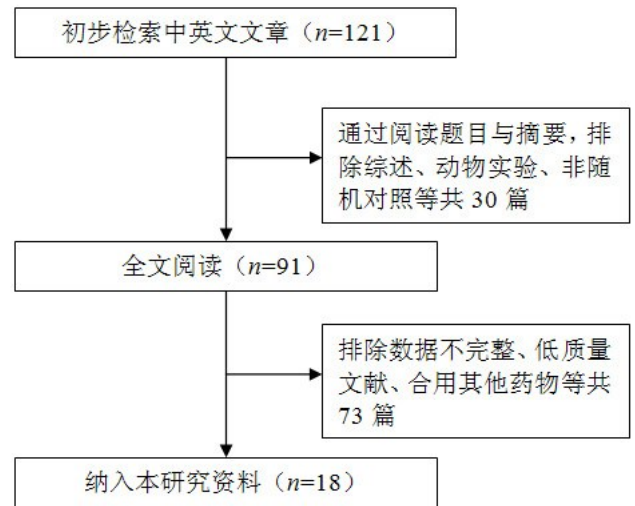 初步检索中英文文章（n=121）
通过阅读题目与摘要，排
除综述、动物实验、非随
机对照等共 30 篇
全文阅读（n=91）
排除数据不完整、低质量
文献、合用其他药物等共
73 篇
纳入本研究资料（n=18）